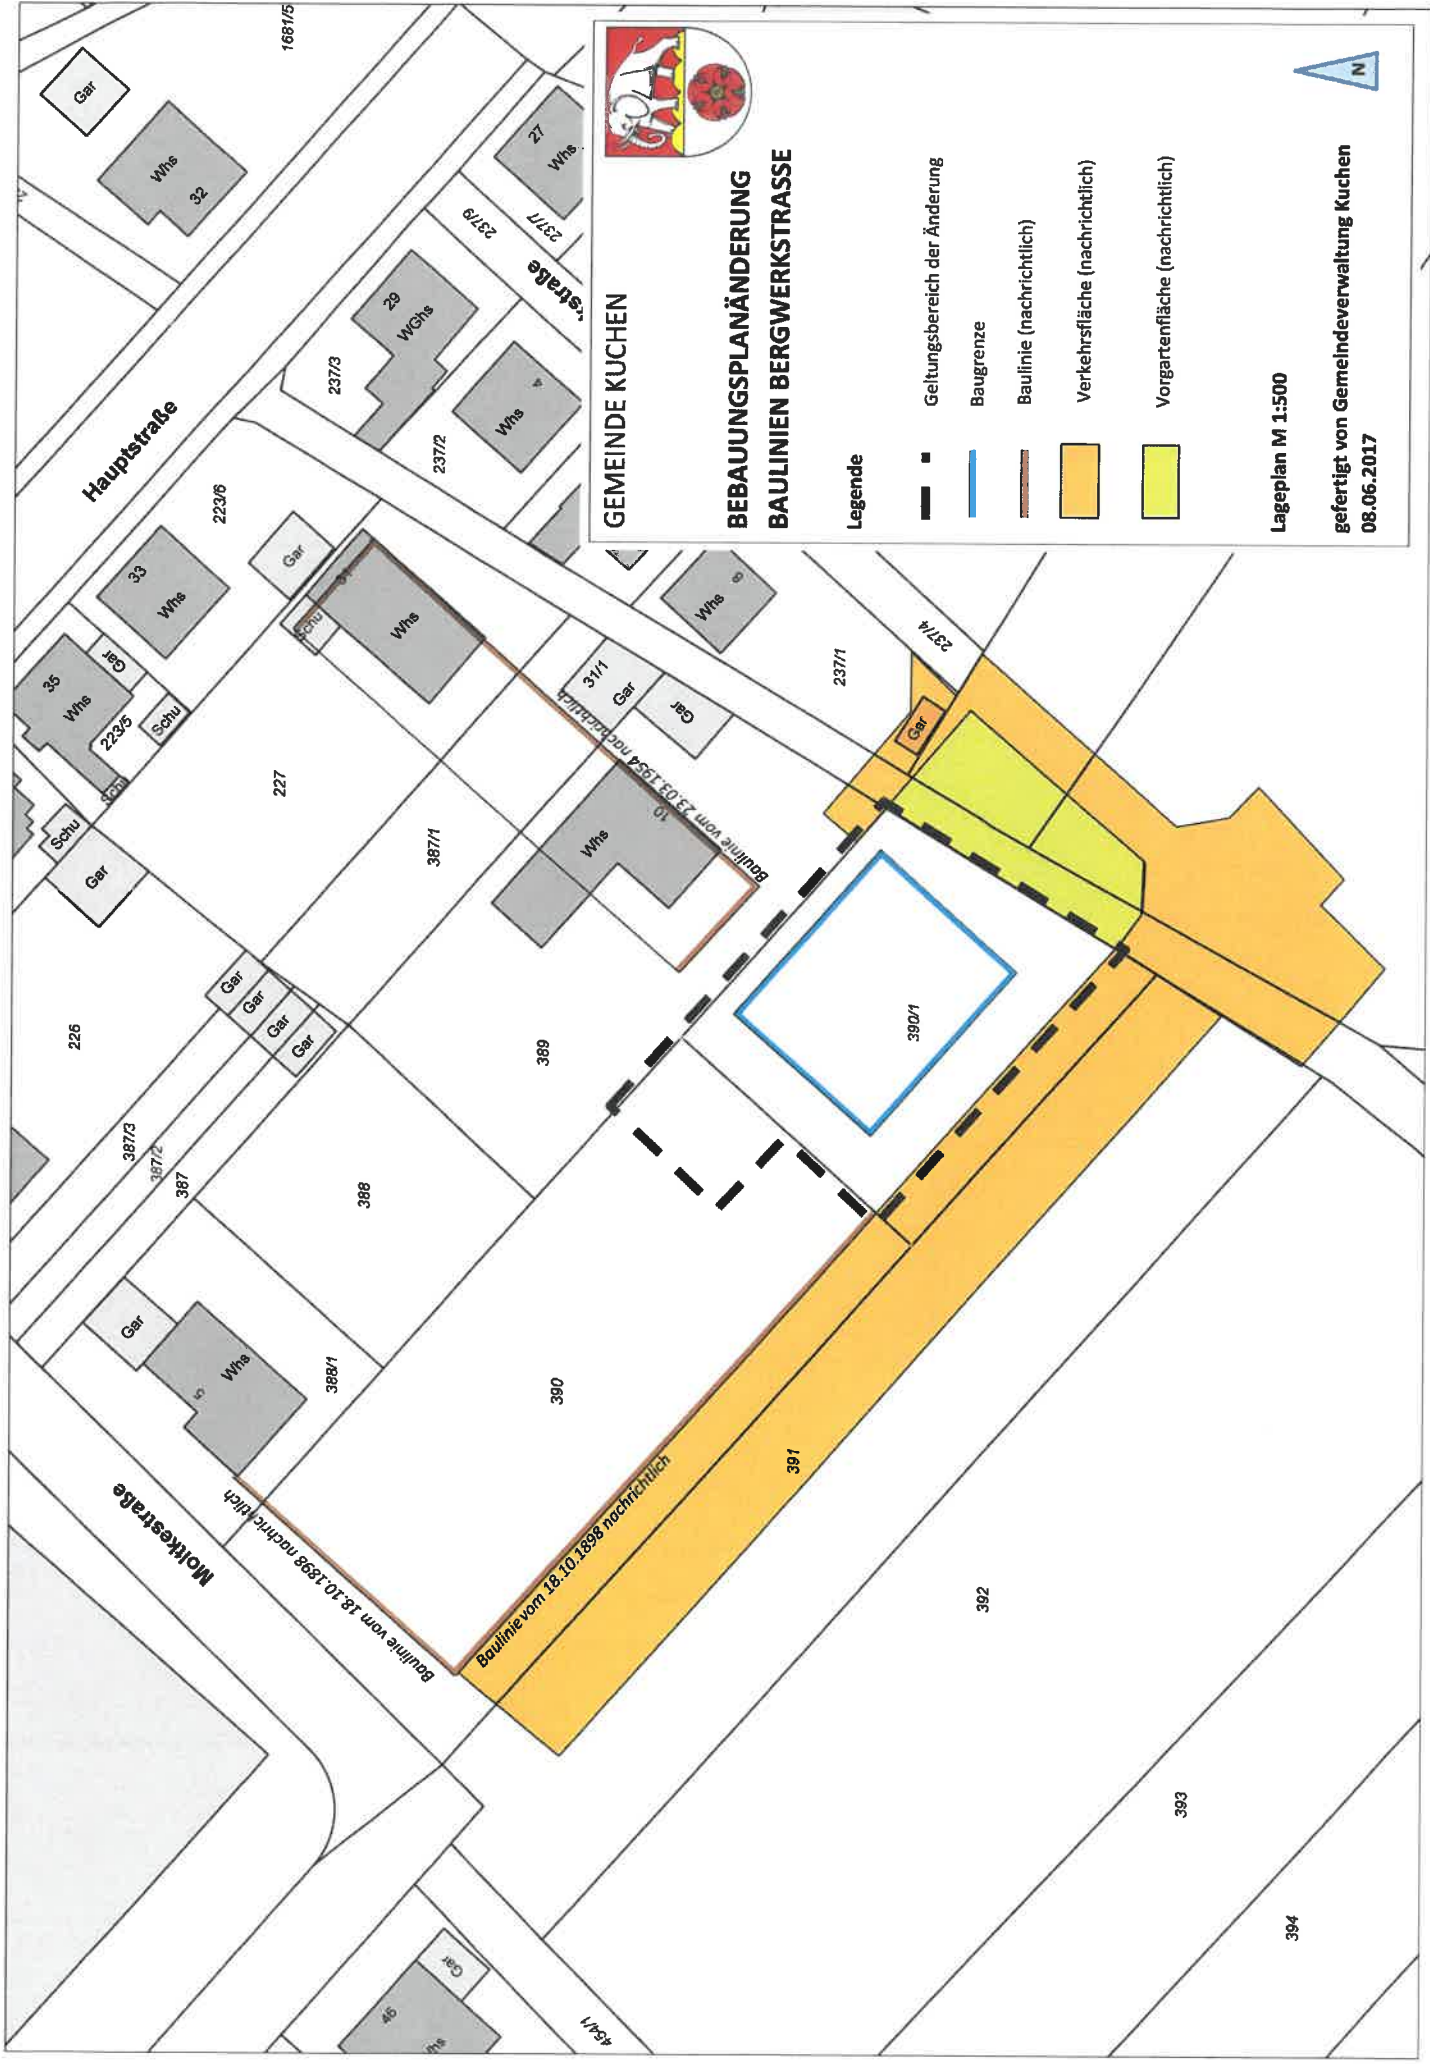 GEMEINDE KUCHEN
BEBAUUNGSPLANÄNDERUNG
BAULINIEN BERGWERKSTRASSE
Legende
Geltungsbereich der Änderung
Baugrenze
Baulinie (nachrichtlich)
Verkehrsfläche (nachrichtlich)
Vorgartenfläche (nachrichtlich)
Lageplan M 1:500
gefertigt von Gemeindeverwaltung Kuchen
08.06.2017
N
Moltkestraße
Hauptstraße
kstraße
Baulinie vom 18.10.1898 nachrichtlich
Baulinie vom 18.10.1898 nachrichtlich
Baulinie vom 23.03.1954 nachrichtlich
1681/5
Gar
Whs
32
27
Whs
237/7
237/9
29
WGhs
237/3
4
Whs
237/2
223/6
Gar
33
Whs
35
Whs
Gar
223/5
Schu
Schu
Schu
Gar
31
Whs
Schu
227
387/1
31/1
Gar
Gar
Whs
237/4
237/1
Gar
10
Whs
226
Gar
Gar
Gar
Gar
389
390/1
387/3
387/2
387
388
Gar
5
Whs
388/1
390
391
392
393
394
46
Gar
454/1